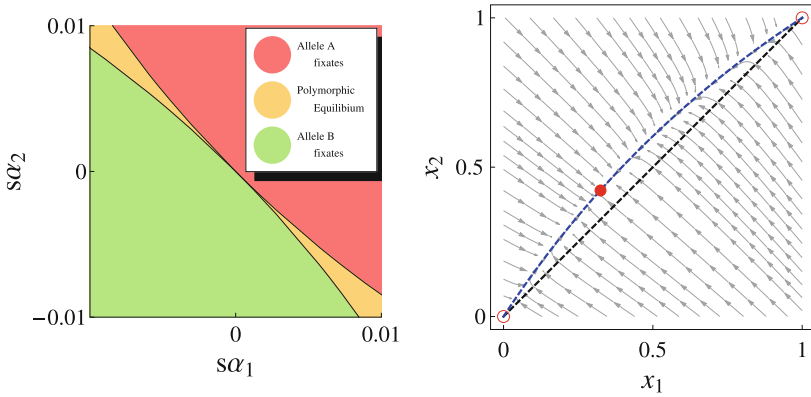 0.01
0
−0.01
sα2
0
0.01
sα1
Allele A
fixates
Polymorphic
Equilibium
Allele B
fixates
1
0.5
0
x2
0
0.5
1
x1